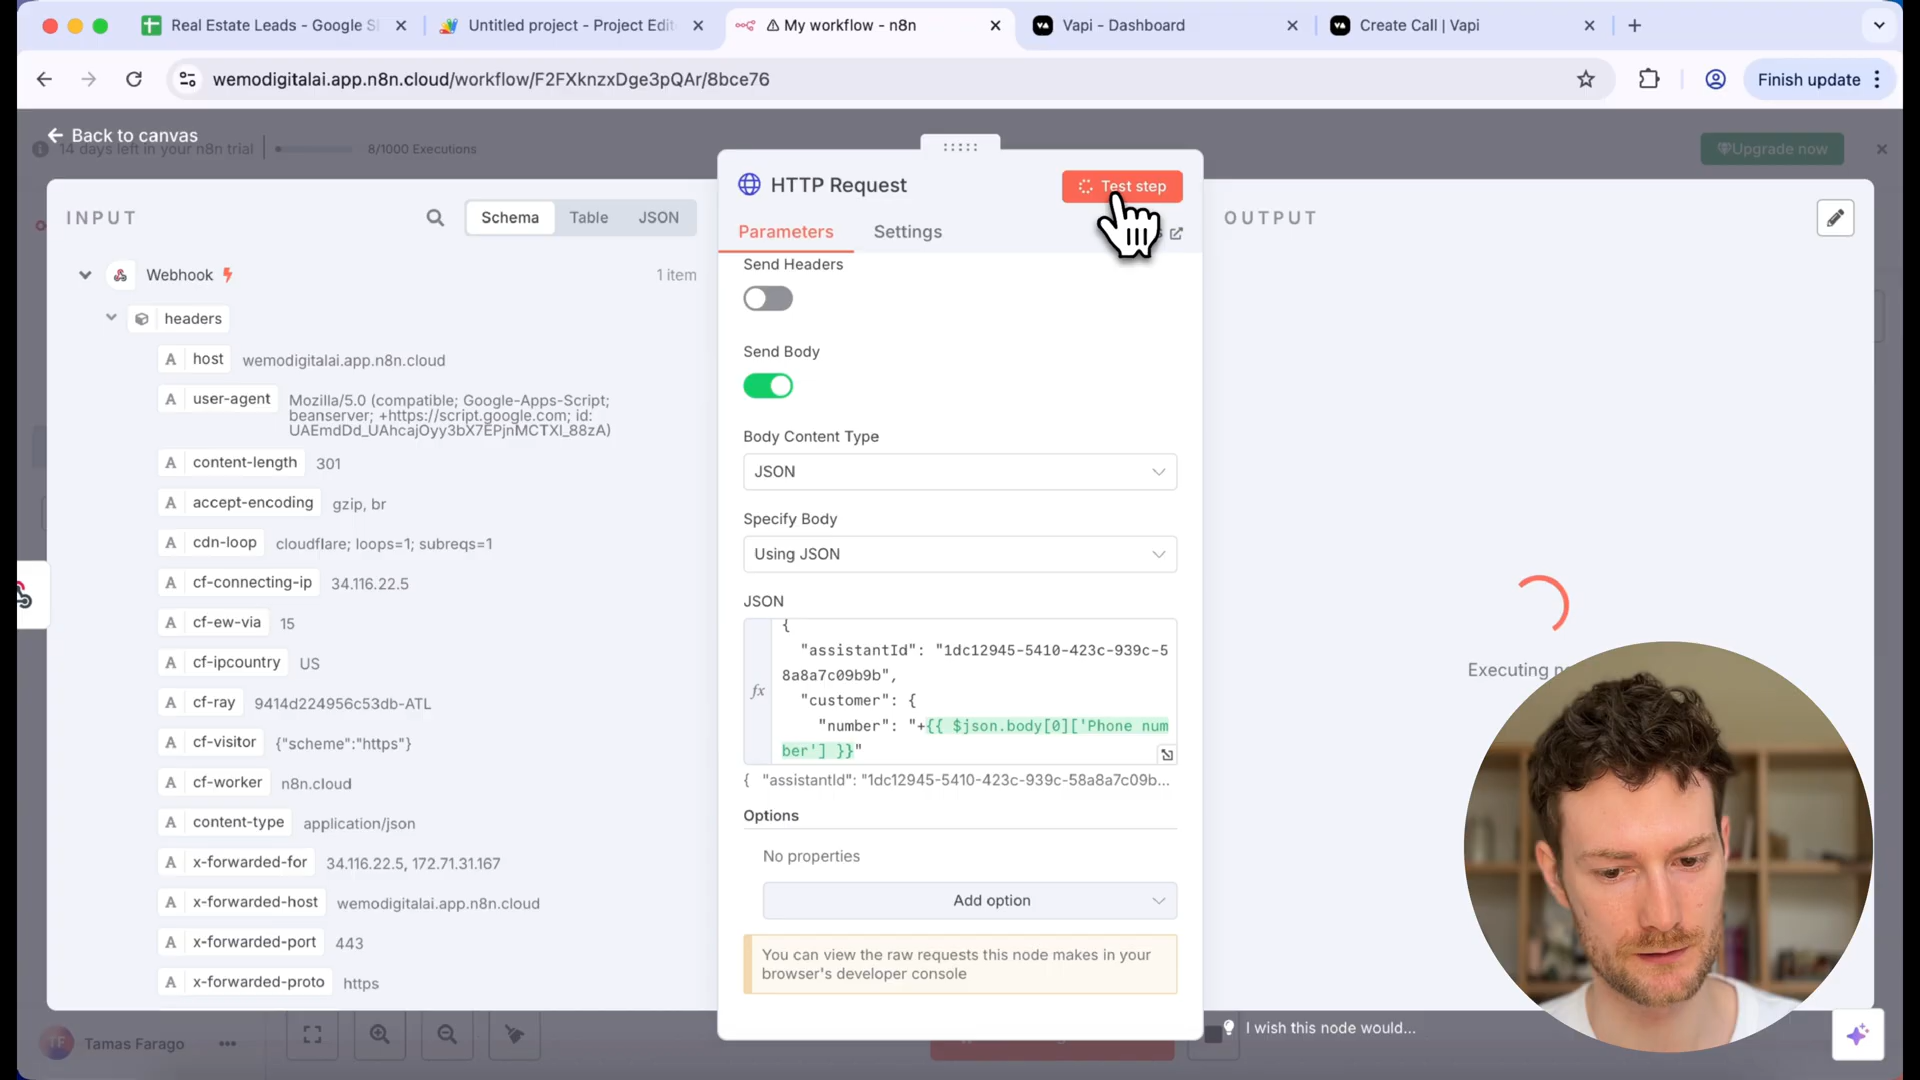 Real Estate Leads - Google S
Untitled project - Project Edit
My workflow - n8n
Vapi - Dashboard
Create Call | Vapi
wemodigitalai.app.n8n.cloud/workflow/F2FXknzxDge3pQAr/8bce76
Finish update
Back to canvas
14 days left in your n8n trial
8/1000 Executions
Upgrade now
INPUT
Schema
Table
JSON
Webhook
1 item
headers
A host wemodigitalai.app.n8n.cloud
A user-agent Mozilla/5.0 (compatible; Google-Apps-Script;
beanserver; +https://script.google.com; id:
UAEmdDd_UAhcajOyy3bX7EPjnMCTXl_88zA)
A content-length 301
A accept-encoding gzip, br
A cdn-loop cloudflare; loops=1; subreqs=1
A cf-connecting-ip 34.116.22.5
A cf-ew-via 15
A cf-ipcountry US
A cf-ray 9414d224956c53db-ATL
A cf-visitor {"scheme":"https"}
A cf-worker n8n.cloud
A content-type application/json
A x-forwarded-for 34.116.22.5, 172.71.31.167
A x-forwarded-host wemodigitalai.app.n8n.cloud
A x-forwarded-port 443
A x-forwarded-proto https
HTTP Request
Test step
Parameters
Settings
Send Headers
Send Body
Body Content Type
JSON
Specify Body
Using JSON
JSON
fx
{
"assistantId": "1dc12945-5410-423c-939c-5
8a8a7c09b9b",
"customer": {
"number": "+{{ $json.body[0]['Phone num
ber'] }}"
{ "assistantId": "1dc12945-5410-423c-939c-58a8a7c09b...
Options
No properties
Add option
You can view the raw requests this node makes in your
browser's developer console
I wish this node would...
OUTPUT
Executing
TF
Tamas Farago